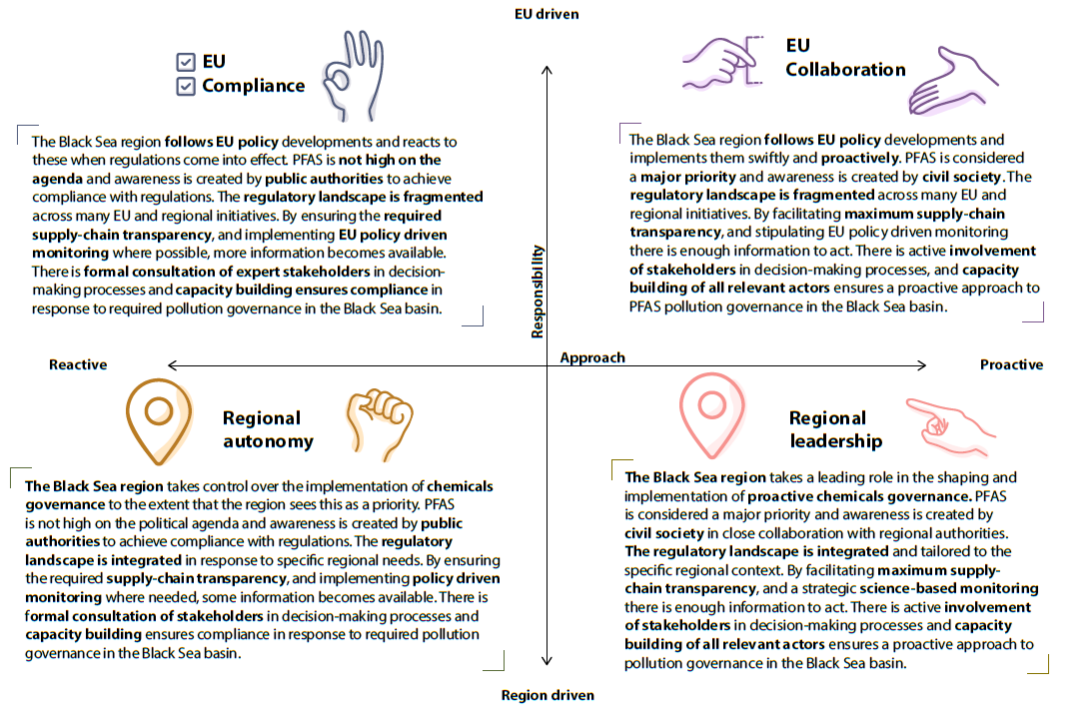 EU driven
EU
Compliance
The Black Sea region follows EU policy developments and reacts to
these when regulations come into effect. PFAS is not high on the
agenda and awareness is created by public authorities to achieve
compliance with regulations. The regulatory landscape is fragmented
across many EU and regional initiatives. By ensuring the required
supply-chain transparency, and implementing EU policy driven
monitoring where possible, more information becomes available.
There is formal consultation of expert stakeholders in decision-
making processes and capacity building ensures compliance in
response to required pollution governance in the Black Sea basin.
EU
Collaboration
The Black Sea region follows EU policy developments and
implements them swiftly and proactively. PFAS is considered
a major priority and awareness is created by civil society. The
regulatory landscape is fragmented across many EU and
regional initiatives. By facilitating maximum supply-chain
transparency, and stipulating EU policy driven monitoring
there is enough information to act. There is active involvement
of stakeholders in decision-making processes, and capacity
building of all relevant actors ensures a proactive approach to
PFAS pollution governance in the Black Sea basin.
Responsibility
Approach
Reactive
Proactive
Regional
autonomy
The Black Sea region takes control over the implementation of chemicals
governance to the extent that the region sees this as a priority. PFAS
is not high on the political agenda and awareness is created by public
authorities to achieve compliance with regulations. The regulatory
landscape is integrated in response to specific regional needs. By ensuring
the required supply-chain transparency, and implementing policy driven
monitoring where needed, some information becomes available. There is
formal consultation of stakeholders in decision-making processes and
capacity building ensures compliance in response to required pollution
governance in the Black Sea basin.
Regional
leadership
The Black Sea region takes a leading role in the shaping and
implementation of proactive chemicals governance. PFAS
is considered a major priority and awareness is created by
civil society in close collaboration with regional authorities.
The regulatory landscape is integrated and tailored to the
specific regional context. By facilitating maximum supply-
chain transparency, and a strategic science-based monitoring
there is enough information to act. There is active involvement
of stakeholders in decision-making processes and capacity
building of all relevant actors ensures a proactive approach to
pollution governance in the Black Sea basin.
Region driven